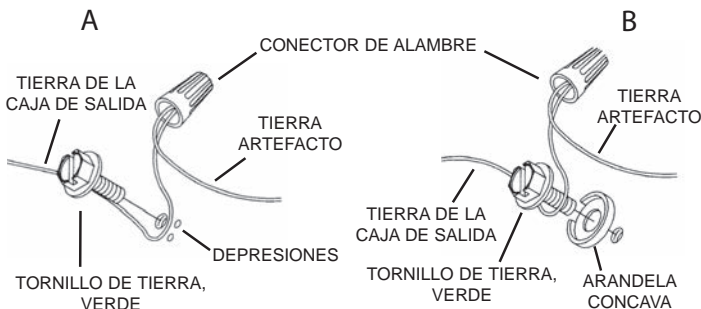 A
B
CONECTOR DE ALAMBRE
TIERRA DE LA
CAJA DE SALIDA
TIERRA
ARTEFACTO
DEPRESIONES
TORNILLO DE TIERRA,
VERDE
TIERRA
ARTEFACTO
TIERRA DE LA
CAJA DE SALIDA
TORNILLO DE TIERRA,
VERDE
ARANDELA
CONCAVA